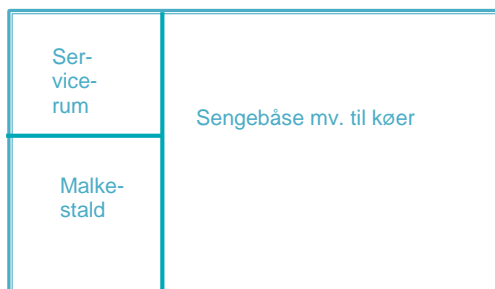 Ser-
vice-
rum
Sengebåse mv. til køer
Malke-
stald